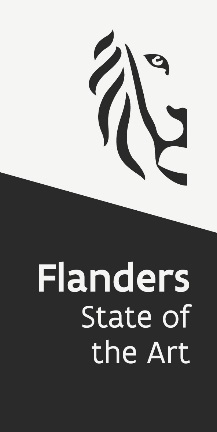 Flanders
State of
the Art